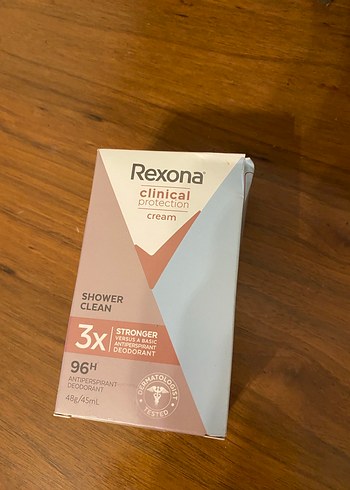 Rexona
clinical
protection
cream
SHOWER
CLEAN
3x
STRONGER
VERSUS A BASIC
ANTIPERSPIRANT
DEODORANT
96H
ANTIPERSPIRANT
DEODORANT
48g/45mL
DERMATOLOGIST
TESTED